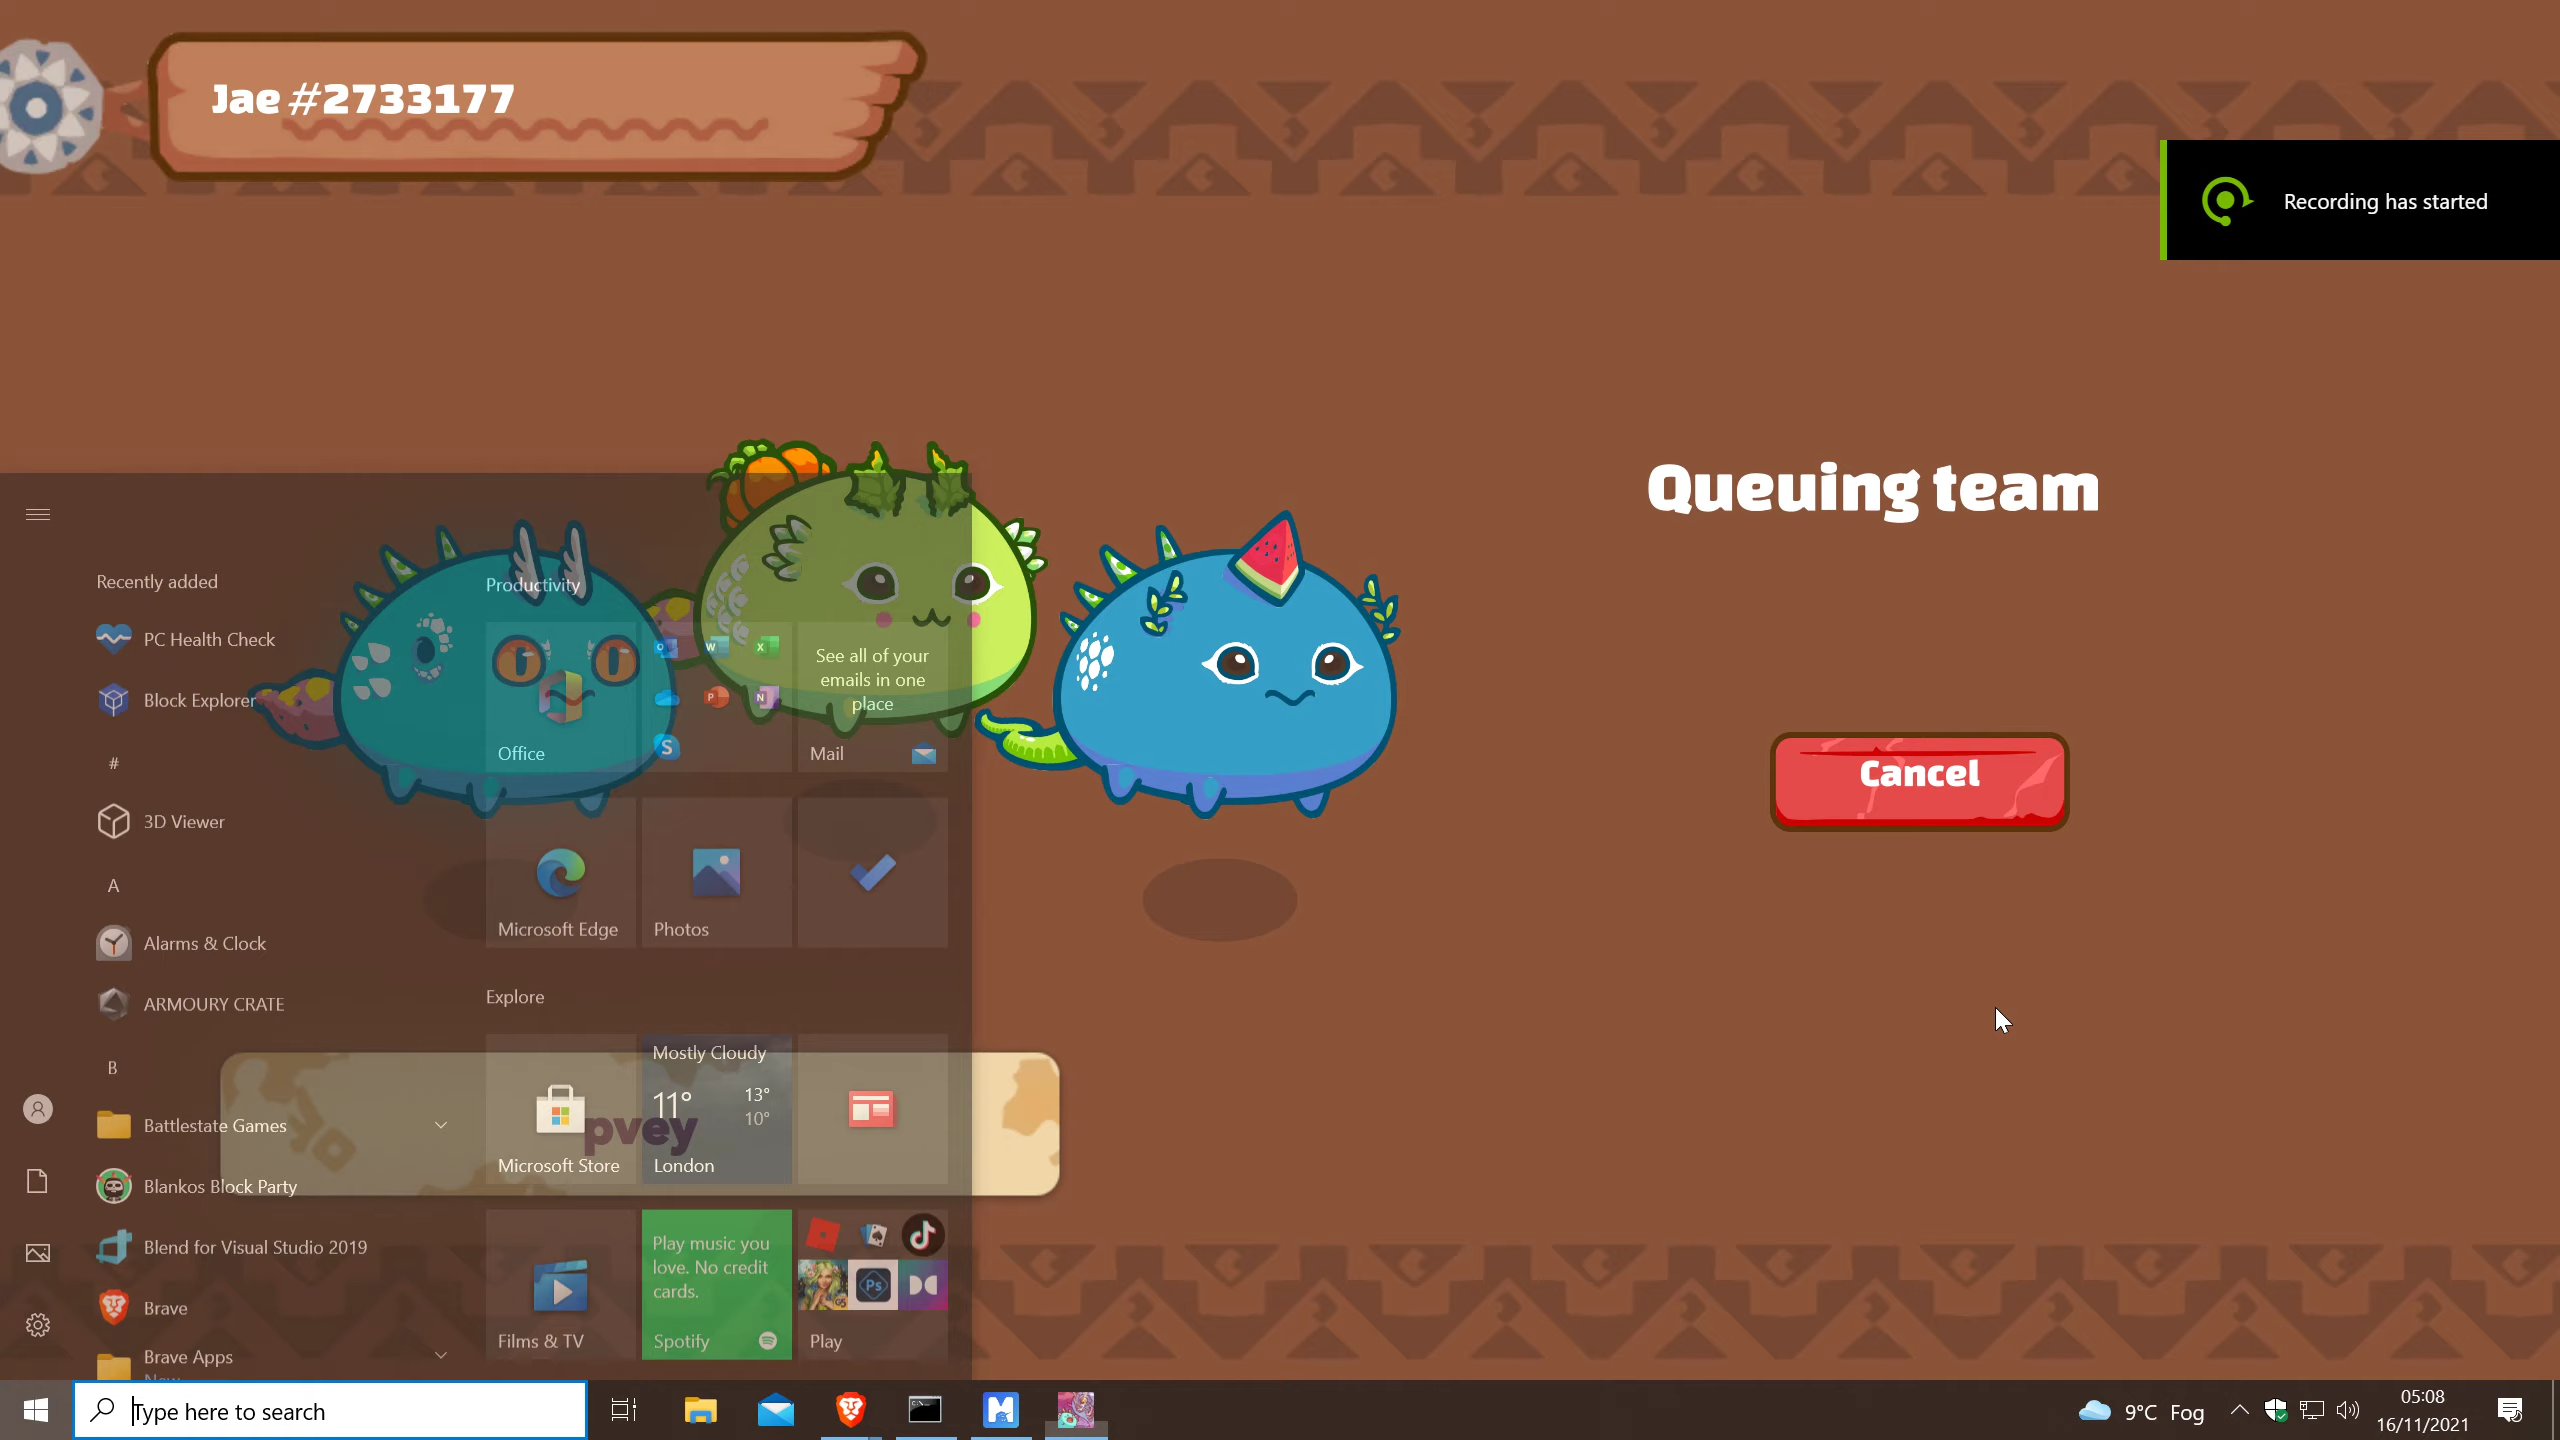 Jae #2733177
Recording has started
Queuing team
Cancel
Recently added
PC Health Check
Block Explorer
#
3D Viewer
A
Alarms & Clock
ARMOURY CRATE
B
Battlestate Games
Blankos Block Party
Blend for Visual Studio 2019
Brave
Brave Apps
New
Productivity
Office
See all of your
emails in one
place
Mail
Microsoft Edge
Photos
Explore
Microsoft Store
Mostly Cloudy
11°
13°
10°
London
pvey
Films & TV
Play music you
love. No credit
cards.
Spotify
Play
Type here to search
9°C Fog
05:08
16/11/2021